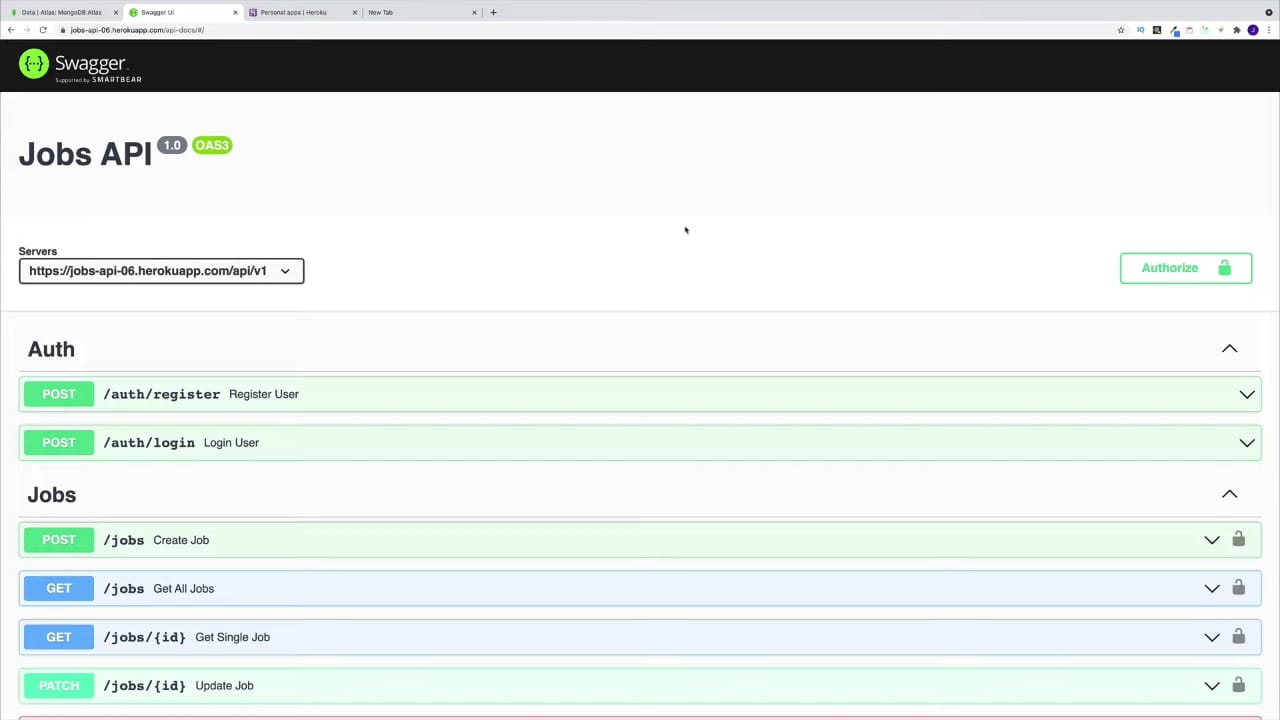 Data | Atlas: MongoDB Atlas
Swagger UI
Personal apps | Heroku
New Tab
jobs-api-06.herokuapp.com/api-docs/#/
Swagger
Supported by SMARTBEAR
Jobs API 1.0 OAS3
Servers
https://jobs-api-06.herokuapp.com/api/v1
Authorize
Auth
POST /auth/register Register User
POST /auth/login Login User
Jobs
POST /jobs Create Job
GET /jobs Get All Jobs
GET /jobs/{id} Get Single Job
PATCH /jobs/{id} Update Job